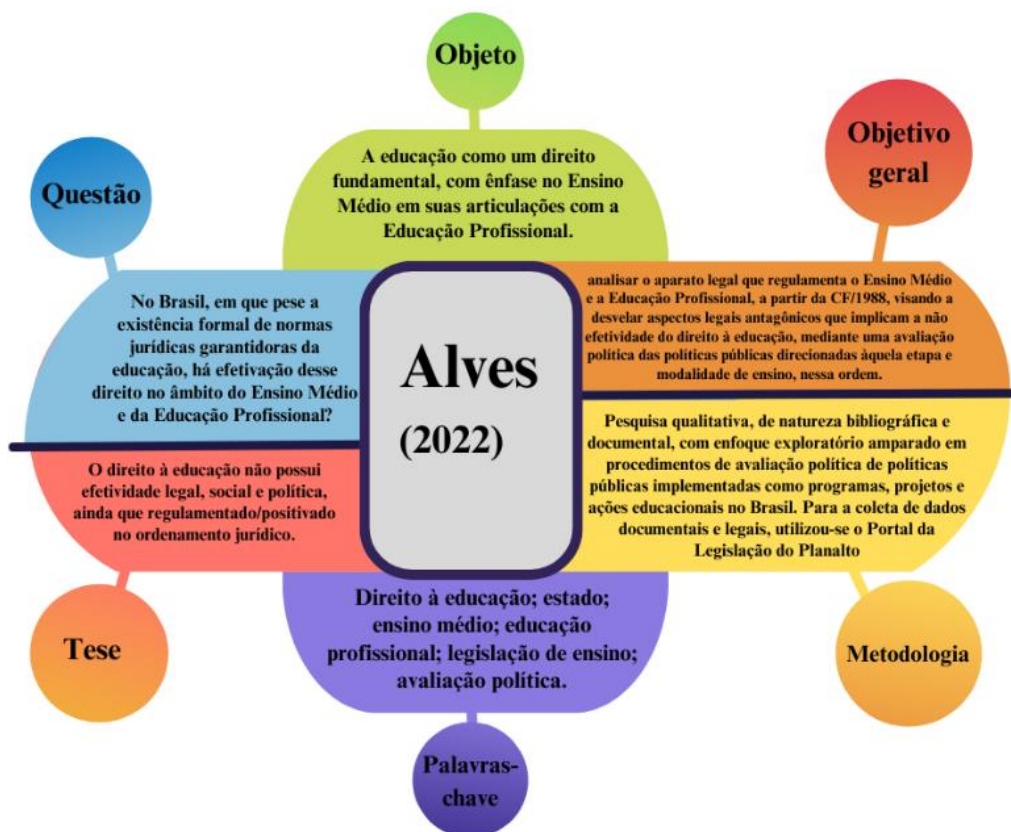 Objeto
A educação como um direito
fundamental, com ênfase no Ensino
Médio em suas articulações com a
Educação Profissional.
Objetivo
geral
analisar o aparato legal que regulamenta o Ensino Médio
e a Educação Profissional, a partir da CF/1988, visando a
desvelar aspectos legais antagônicos que implicam a não
efetividade do direito à educação, mediante uma avaliação
política das políticas públicas direcionadas àquela etapa e
modalidade de ensino, nessa ordem.
Questão
No Brasil, em que pese a
existência formal de normas
jurídicas garantidoras da
educação, há efetivação desse
direito no âmbito do Ensino Médio
e da Educação Profissional?
Alves
(2022)
Pesquisa qualitativa, de natureza bibliográfica e
documental, com enfoque exploratório amparado em
procedimentos de avaliação política de políticas
públicas implementadas como programas, projetos e
ações educacionais no Brasil. Para a coleta de dados
documentais e legais, utilizou-se o Portal da
Legislação do Planalto
Metodologia
O direito à educação não possui
efetividade legal, social e política,
ainda que regulamentado/positivado
no ordenamento jurídico.
Tese
Direito à educação; estado;
ensino médio; educação
profissional; legislação de ensino;
avaliação política.
Palavras-
chave